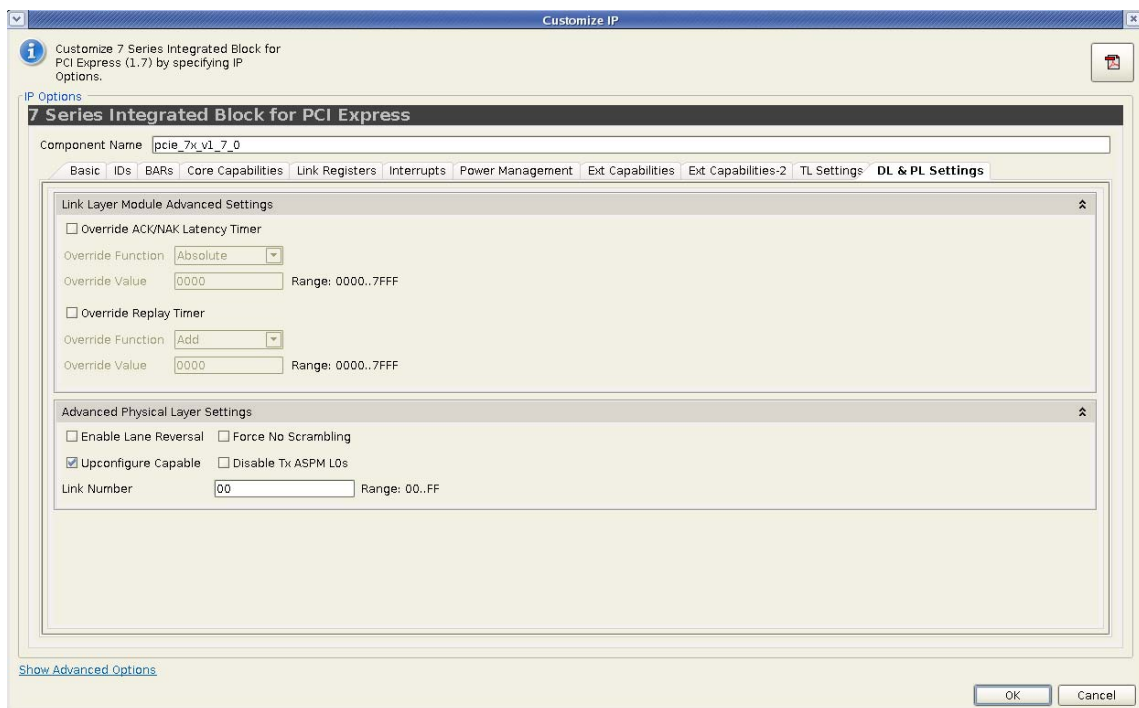 Customize IP
Customize 7 Series Integrated Block for
PCI Express (1.7) by specifying IP
Options.
IP Options
7 Series Integrated Block for PCI Express
Component Name pcie_7x_v1_7_0
Basic IDs BARs Core Capabilities Link Registers Interrupts Power Management Ext Capabilities Ext Capabilities-2 TL Settings DL & PL Settings
Link Layer Module Advanced Settings
Override ACK/NAK Latency Timer
Override Function Absolute
Override Value 0000 Range: 0000..7FFF
Override Replay Timer
Override Function Add
Override Value 0000 Range: 0000..7FFF
Advanced Physical Layer Settings
Enable Lane Reversal Force No Scrambling
Upconfigure Capable Disable Tx ASPM L0s
Link Number 00 Range: 00..FF
Show Advanced Options
OK Cancel